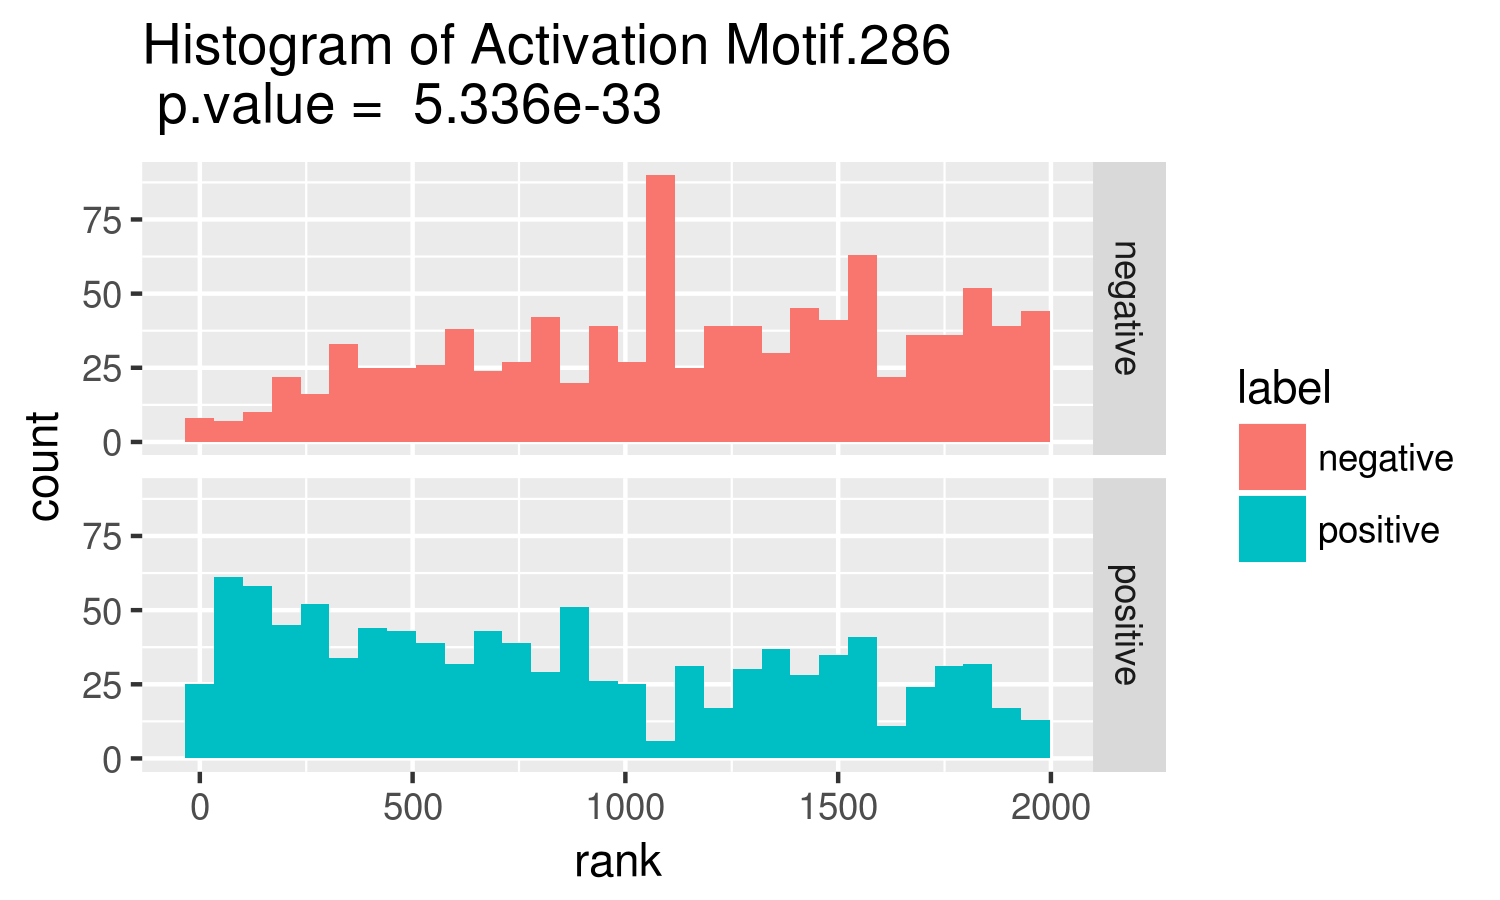 Histogram of Activation Motif.286
p.value = 5.336e-33
75
50
25
0
negative
75
50
25
0
positive
count
0 500 1000 1500 2000
rank
label
negative
positive